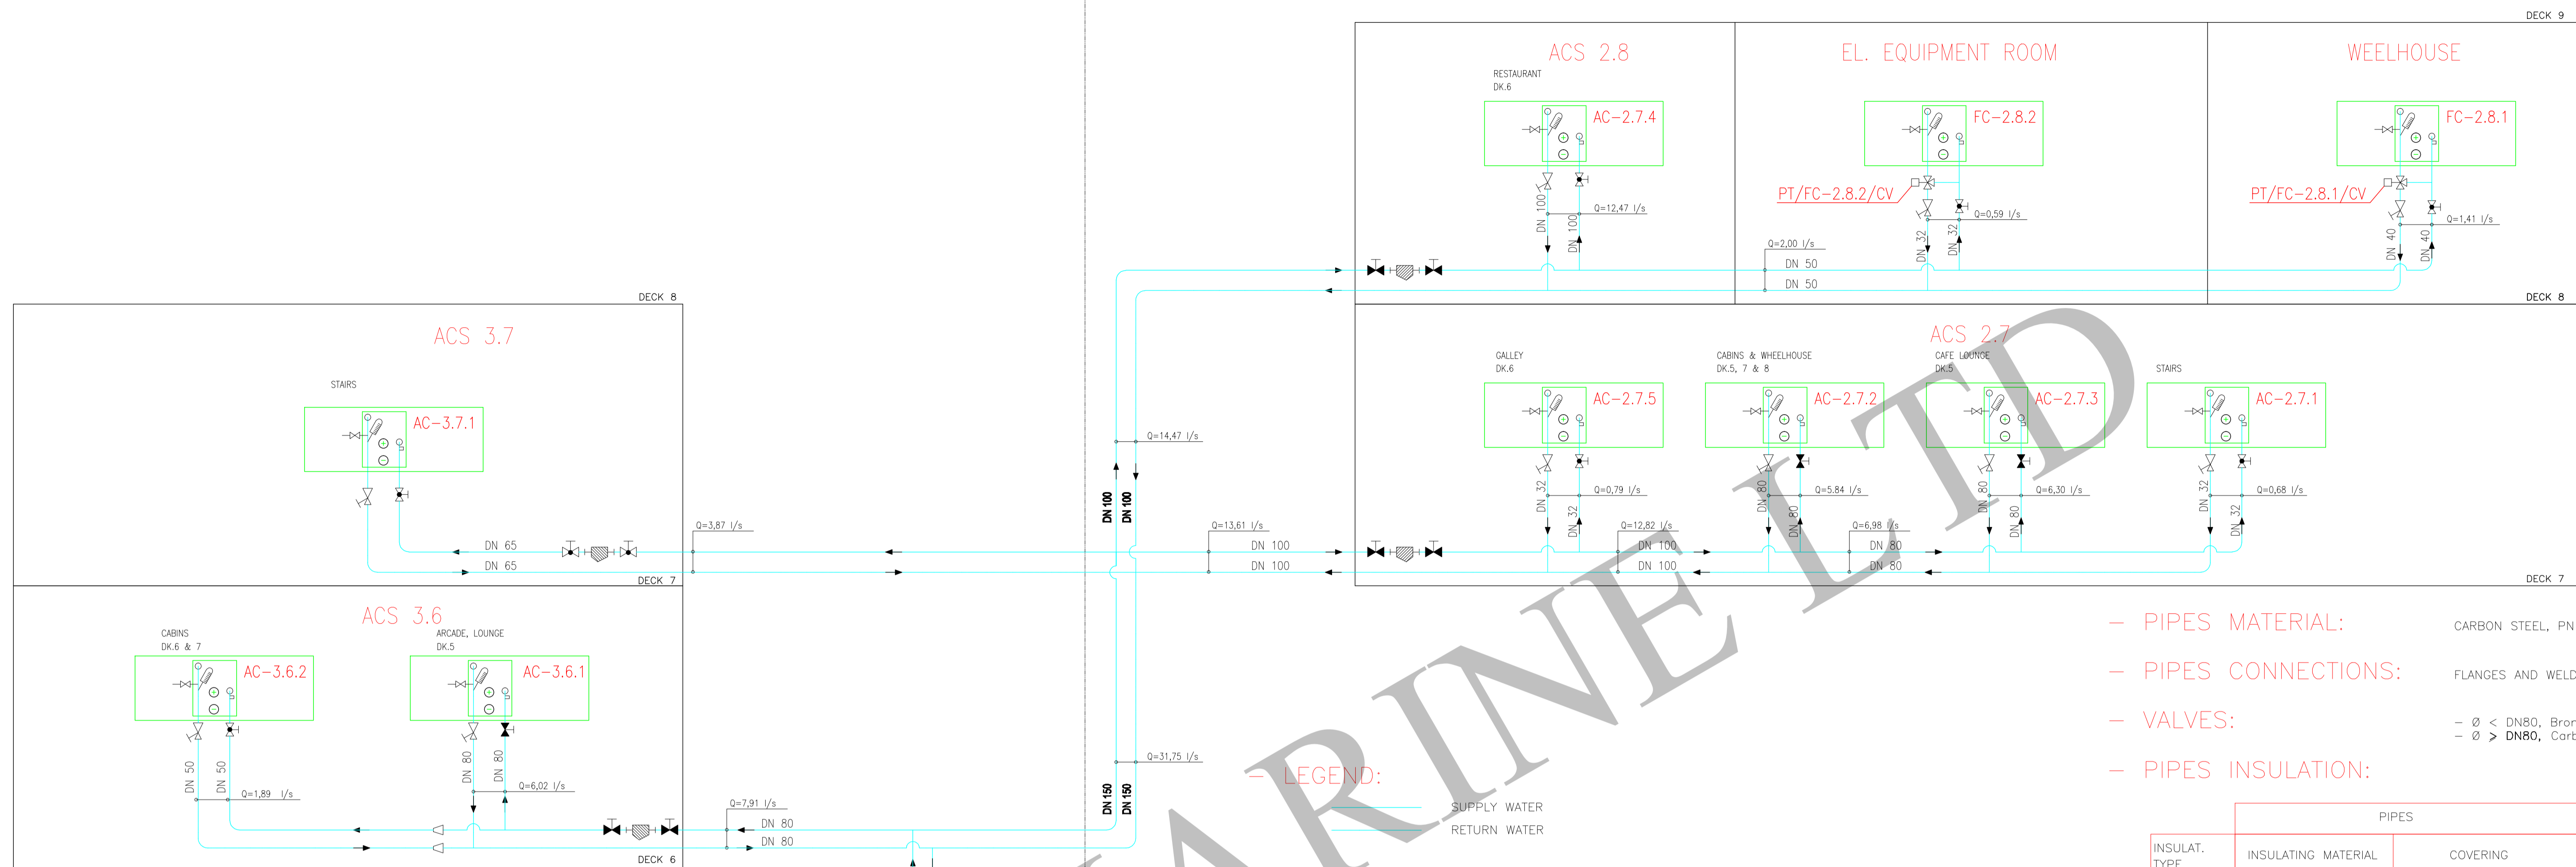 DECK 9
ACS 2.8
EL. EQUIPMENT ROOM
WEELHOUSE
RESTAURANT
DK.6
AC-2.7.4
FC-2.8.2
FC-2.8.1
PT/FC-2.8.2/CV
PT/FC-2.8.1/CV
DN 100
DN 100
Q=12,47 l/s
DN 32
DN 32
Q=0,59 l/s
DN 40
DN 40
Q=1,41 l/s
Q=2,00 l/s
DN 50
DN 50
DECK 8
DECK 8
ACS 3.7
STAIRS
AC-3.7.1
DN 65
DN 65
Q=3,87 l/s
DECK 7
ACS 2.7
GALLEY
DK.6
AC-2.7.5
CABINS & WHEELHOUSE
DK.5, 7 & 8
AC-2.7.2
CAFE LOUNGE
DK.5
AC-2.7.3
STAIRS
AC-2.7.1
Q=14,47 l/s
DN 100
DN 100
DN 32
DN 32
Q=0,79 l/s
DN 80
DN 80
Q=5.84 l/s
DN 80
DN 80
Q=6,30 l/s
DN 32
DN 32
Q=0,68 l/s
Q=13,61 l/s
DN 100
DN 100
Q=12,82 l/s
DN 100
DN 100
Q=6,98 l/s
DN 80
DN 80
DECK 7
ACS 3.6
CABINS
DK.6 & 7
AC-3.6.2
ARCADE, LOUNGE
DK.5
AC-3.6.1
DN 50
DN 50
Q=1,89 l/s
DN 80
DN 80
Q=6,02 l/s
Q=7,91 l/s
DN 80
DN 80
DECK 6
Q=31,75 l/s
DN 150
DN 150
- LEGEND:
SUPPLY WATER
RETURN WATER
- PIPES MATERIAL:
CARBON STEEL, PN
- PIPES CONNECTIONS:
FLANGES AND WELD
- VALVES:
- Ø < DN80, Bron
- Ø ≥ DN80, Carb
- PIPES INSULATION:
PIPES
INSULAT.
TYPE
INSULATING MATERIAL
COVERING
ARINE LTD